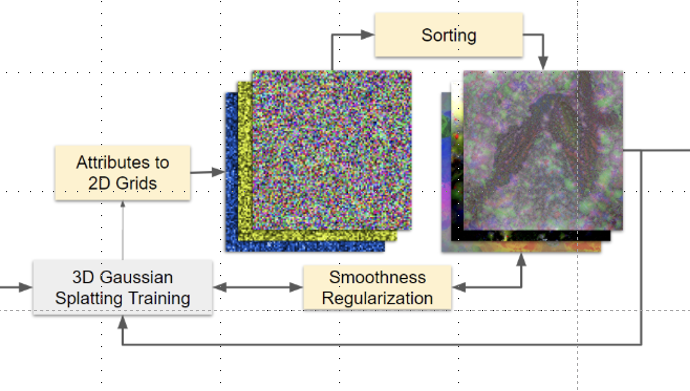 Sorting
Attributes to
2D Grids
3D Gaussian
Splatting Training
Smoothness
Regularization